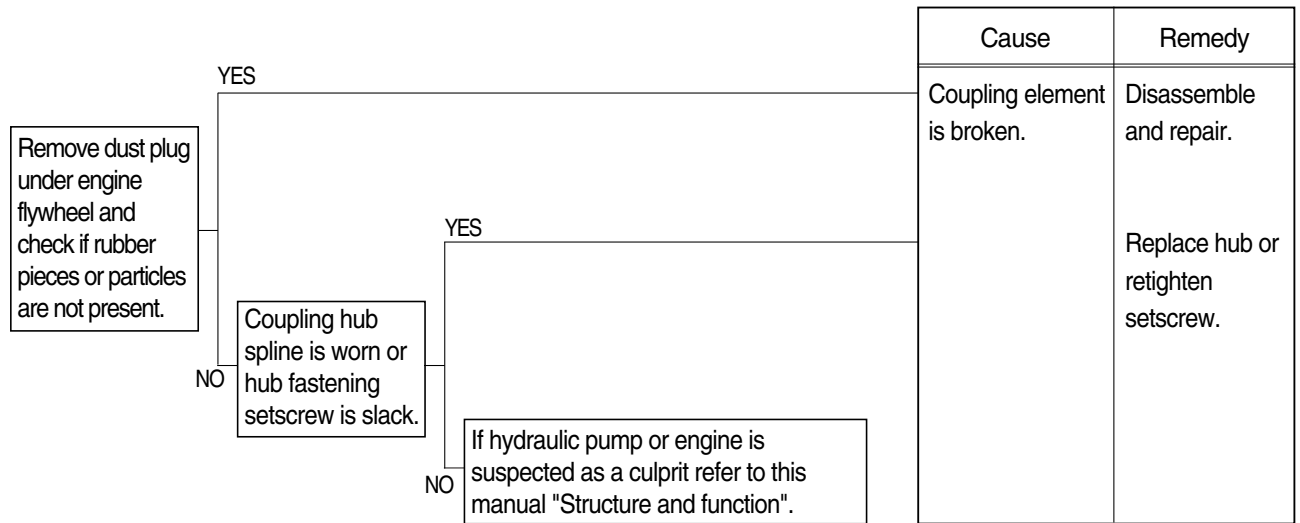 Cause
Remedy
YES
Coupling element
is broken.
Disassemble
and repair.
Remove dust plug
under engine
flywheel and
check if rubber
pieces or particles
are not present.
YES
Replace hub or
retighten
setscrew.
NO
Coupling hub
spline is worn or
hub fastening
setscrew is slack.
NO
If hydraulic pump or engine is
suspected as a culprit refer to this
manual "Structure and function".